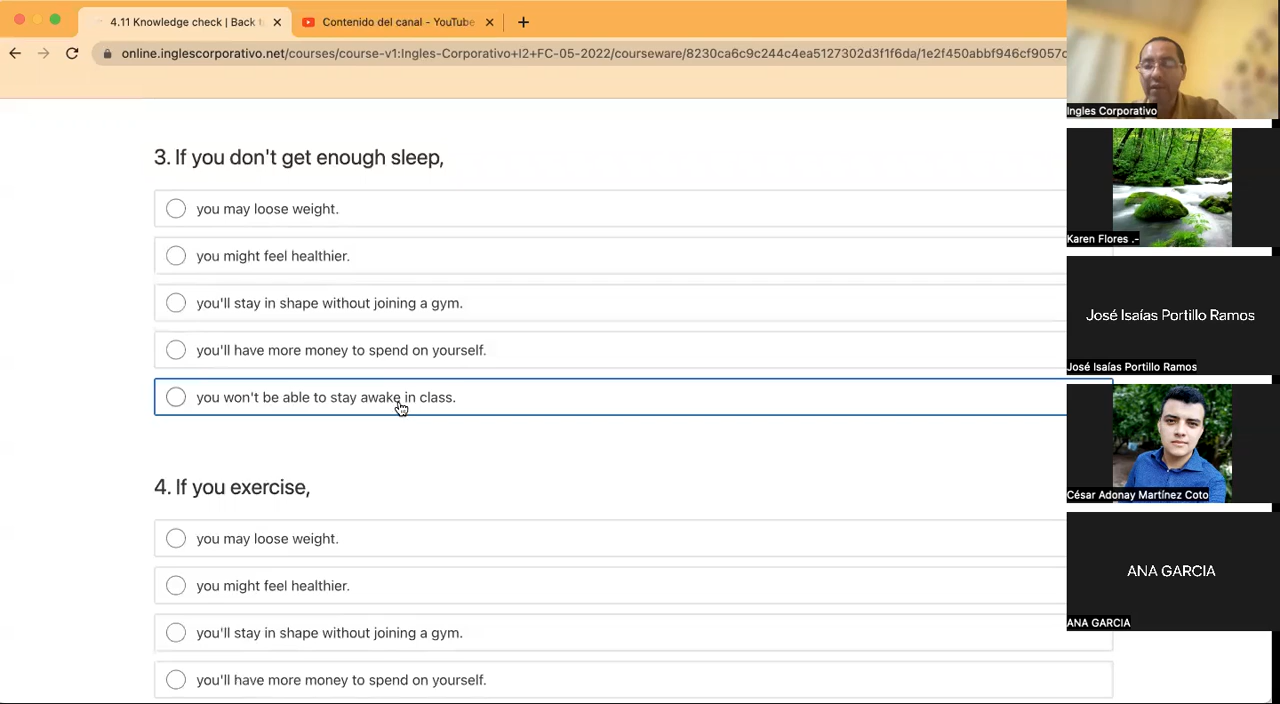 4.11 Knowledge check | Back t
Contenido del canal - YouTube
online.inglescorporativo.net/courses/course-v1:Ingles-Corporativo+I2+FC-05-2022/courseware/8230ca6c9c244c4ea5127302d3f1f6da/1e2f450abbf946cf9057c
3. If you don't get enough sleep,
you may loose weight.
you might feel healthier.
you'll stay in shape without joining a gym.
you'll have more money to spend on yourself.
you won't be able to stay awake in class.
4. If you exercise,
you may loose weight.
you might feel healthier.
you'll stay in shape without joining a gym.
you'll have more money to spend on yourself.
Ingles Corporativo
Karen Flores .-
José Isaías Portillo Ramos
José Isaías Portillo Ramos
César Adonay Martínez Coto
ANA GARCIA
ANA GARCIA